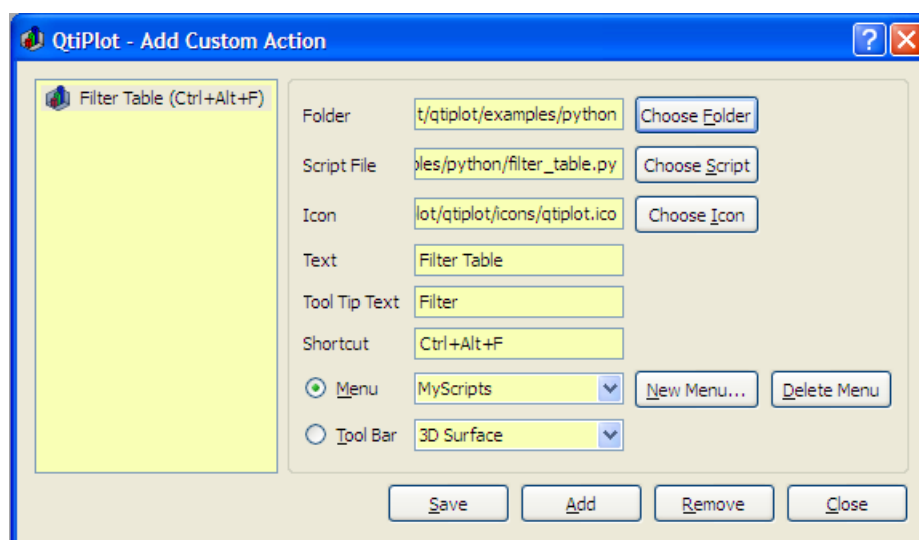 QtiPlot - Add Custom Action
Filter Table (Ctrl+Alt+F)
Folder t/qtiplot/examples/python Choose Folder
Script File ples/python/filter_table.py Choose Script
Icon lot/qtiplot/icons/qtiplot.ico Choose Icon
Text Filter Table
Tool Tip Text Filter
Shortcut Ctrl+Alt+F
Menu MyScripts New Menu... Delete Menu
Tool Bar 3D Surface
Save Add Remove Close